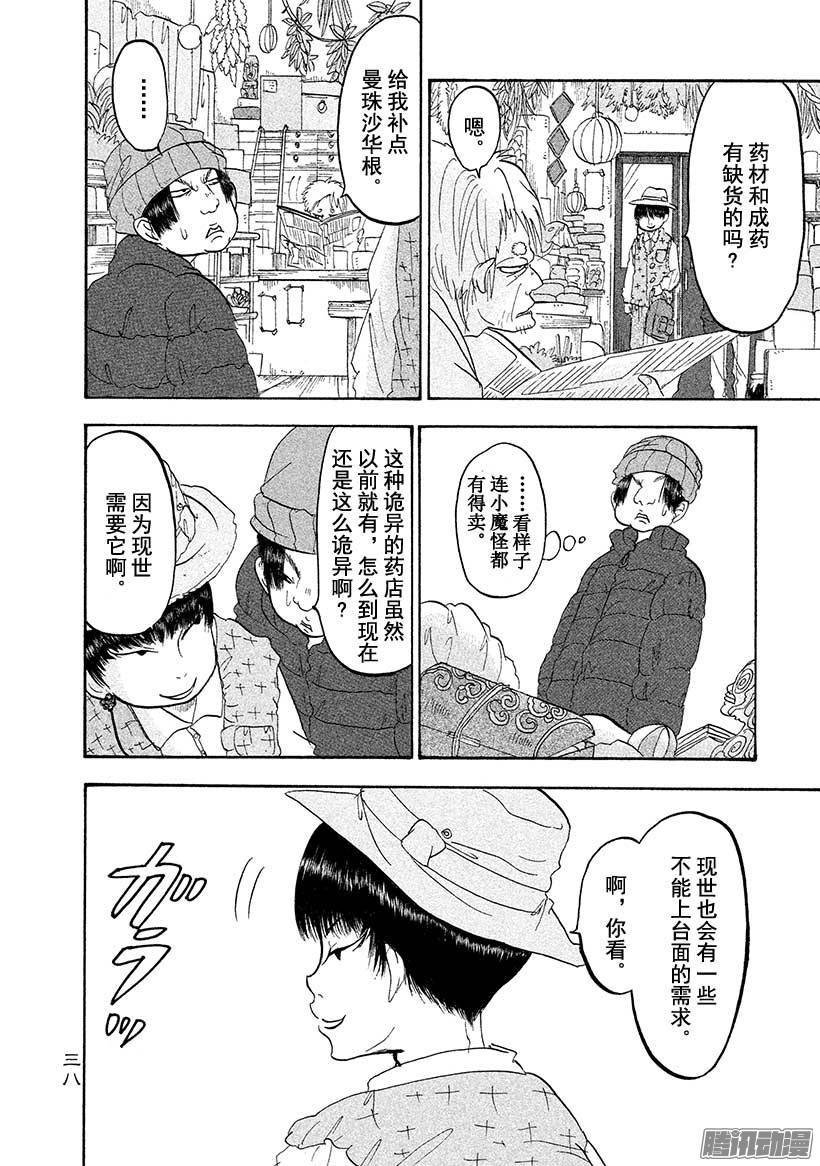 药材和成药
有缺货的吗？
嗯。
给我补点
曼珠沙华根。
……
……看样子
连小魔怪都
有得卖。
这种诡异的药店虽然
以前就有，怎么到现在
还是这么诡异啊？
因为现世
需要它啊。
现世也会有一些
不能上台面的需求。
啊，你看。
ガラッ
三八
腾讯动漫